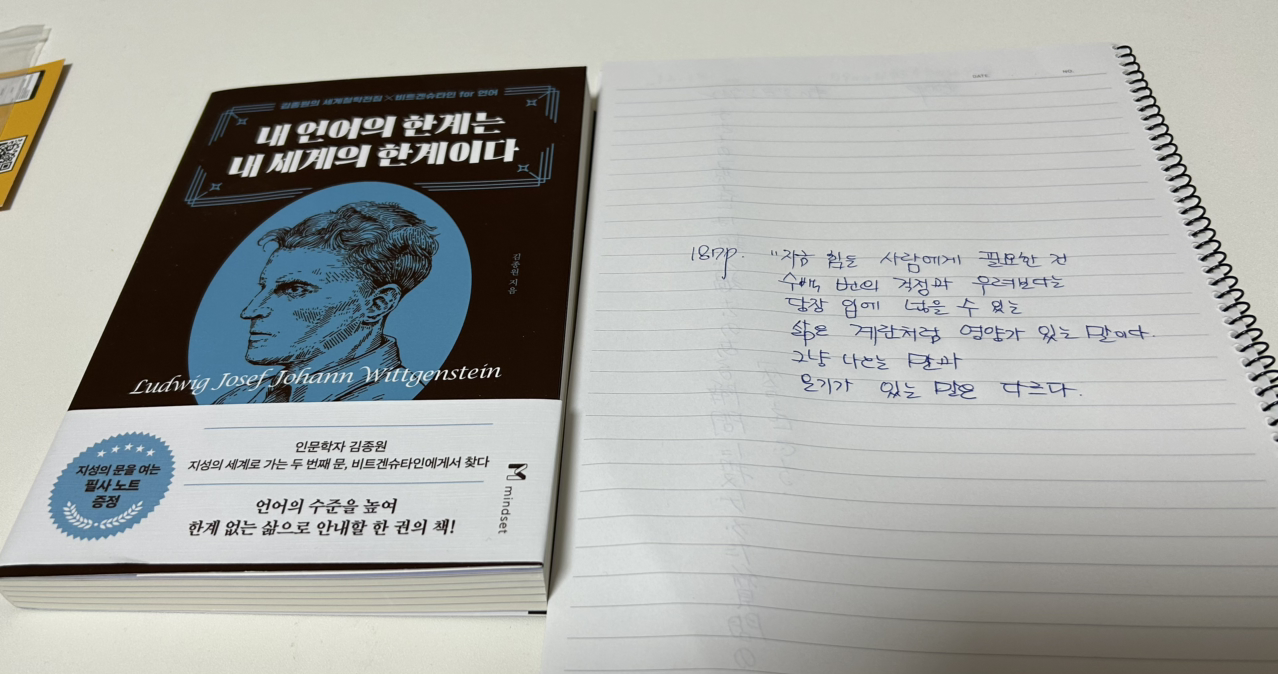 김종원의 세계철학전집 × 비트겐슈타인 for 언어
내 언어의 한계는
내 세계의 한계이다
김종원 지음
Ludwig Josef Johann Wittgenstein
지성의 문을 여는
필사 노트
증정
인문학자 김종원
지성의 세계로 가는 두 번째 문, 비트겐슈타인에게서 찾다
언어의 수준을 높여
한계 없는 삶으로 안내할 한 권의 책!
mindset
DATE.
NO.
187p. "지금 힘든 사람에게 필요한 건
수백 번의 걱정과 우려보다는
당장 입에 넣을 수 있는
삶은 계란처럼 영양가 있는 말이다.
그냥 나오는 말과
온기가 있는 말은 다르다.